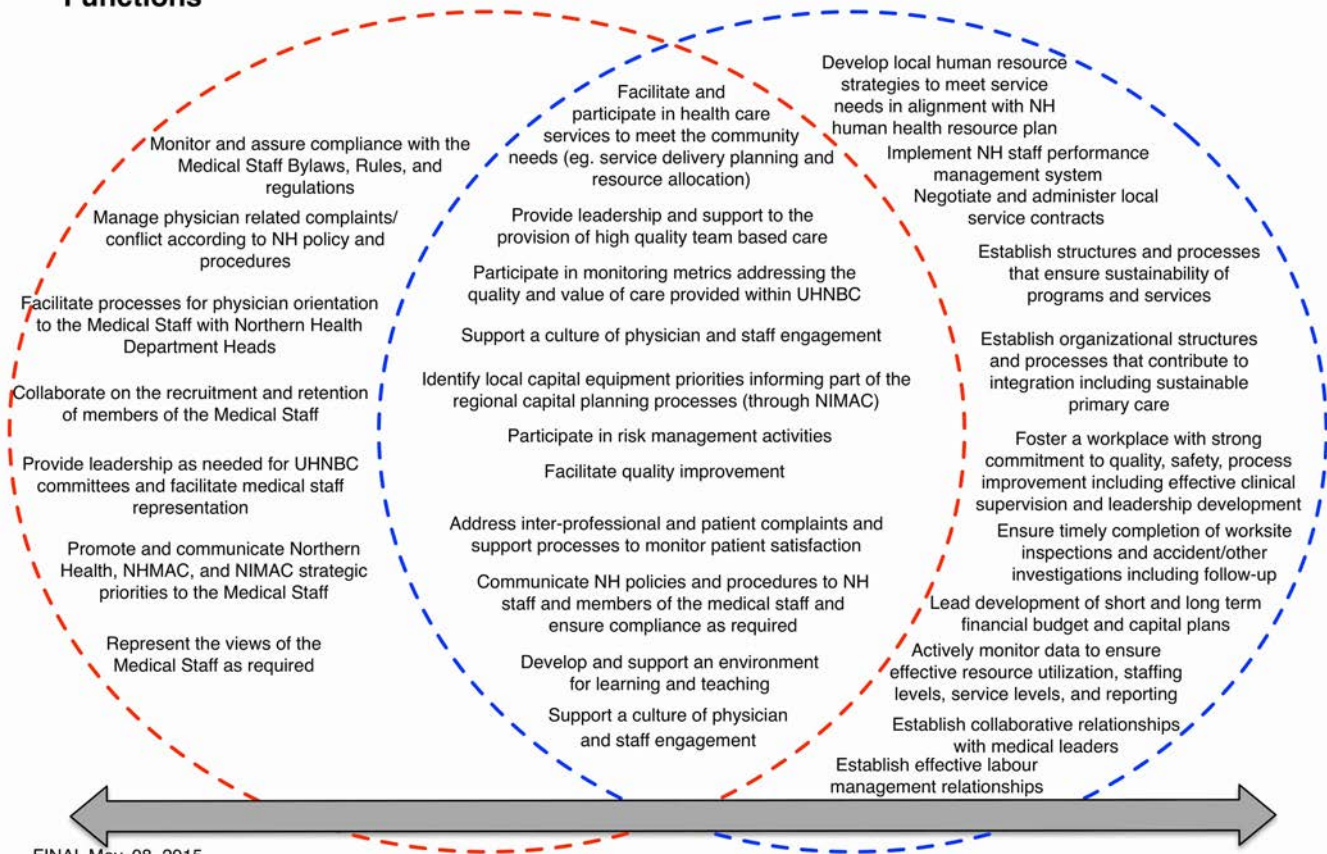 Functions
Monitor and assure compliance with the
Medical Staff Bylaws, Rules, and
regulations
Manage physician related complaints/
conflict according to NH policy and
procedures
Facilitate processes for physician orientation
to the Medical Staff with Northern Health
Department Heads
Collaborate on the recruitment and retention
of members of the Medical Staff
Provide leadership as needed for UHNBC
committees and facilitate medical staff
representation
Promote and communicate Northern
Health, NHMAC, and NIMAC strategic
priorities to the Medical Staff
Represent the views of the
Medical Staff as required
Facilitate and
participate in health care
services to meet the community
needs (eg. service delivery planning and
resource allocation)
Provide leadership and support to the
provision of high quality team based care
Participate in monitoring metrics addressing the
quality and value of care provided within UHNBC
Support a culture of physician and staff engagement
Identify local capital equipment priorities informing part of the
regional capital planning processes (through NIMAC)
Participate in risk management activities
Facilitate quality improvement
Address inter-professional and patient complaints and
support processes to monitor patient satisfaction
Communicate NH policies and procedures to NH
staff and members of the medical staff and
ensure compliance as required
Develop and support an environment
for learning and teaching
Support a culture of physician
and staff engagement
Develop local human resource
strategies to meet service
needs in alignment with NH
human health resource plan
Implement NH staff performance
management system
Negotiate and administer local
service contracts
Establish structures and processes
that ensure sustainability of
programs and services
Establish organizational structures
and processes that contribute to
integration including sustainable
primary care
Foster a workplace with strong
commitment to quality, safety, process
improvement including effective clinical
supervision and leadership development
Ensure timely completion of worksite
inspections and accident/other
investigations including follow-up
Lead development of short and long term
financial budget and capital plans
Actively monitor data to ensure
effective resource utilization, staffing
levels, service levels, and reporting
Establish collaborative relationships
with medical leaders
Establish effective labour
management relationships
FINAL May 08, 2015